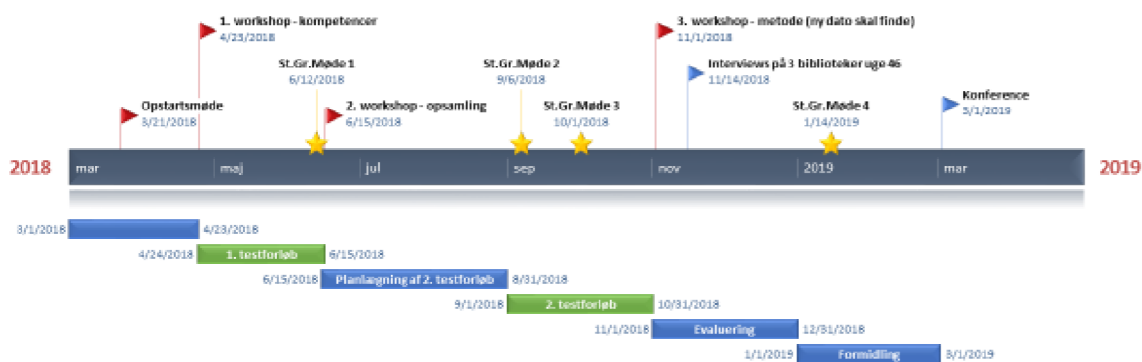 1. workshop - kompetencer
4/23/2018
3. workshop - metode (ny dato skal finde)
11/1/2018
St.Gr.Møde 1
6/12/2018
St.Gr.Møde 2
9/6/2018
Interviews på 3 biblioteker uge 46
11/14/2018
Opstartsmøde
3/21/2018
2. workshop - opsamling
6/15/2018
St.Gr.Møde 3
10/1/2018
St.Gr.Møde 4
1/14/2019
Konference
3/1/2019
2018 mar maj jul sep nov 2019 mar 2019
3/1/2018 4/23/2018
4/24/2018 1. testforløb 6/15/2018
6/15/2018 Planlægning af 2. testforløb 8/31/2018
9/1/2018 2. testforløb 10/31/2018
11/1/2018 Evaluering 12/31/2018
1/1/2019 Formidling 3/1/2019